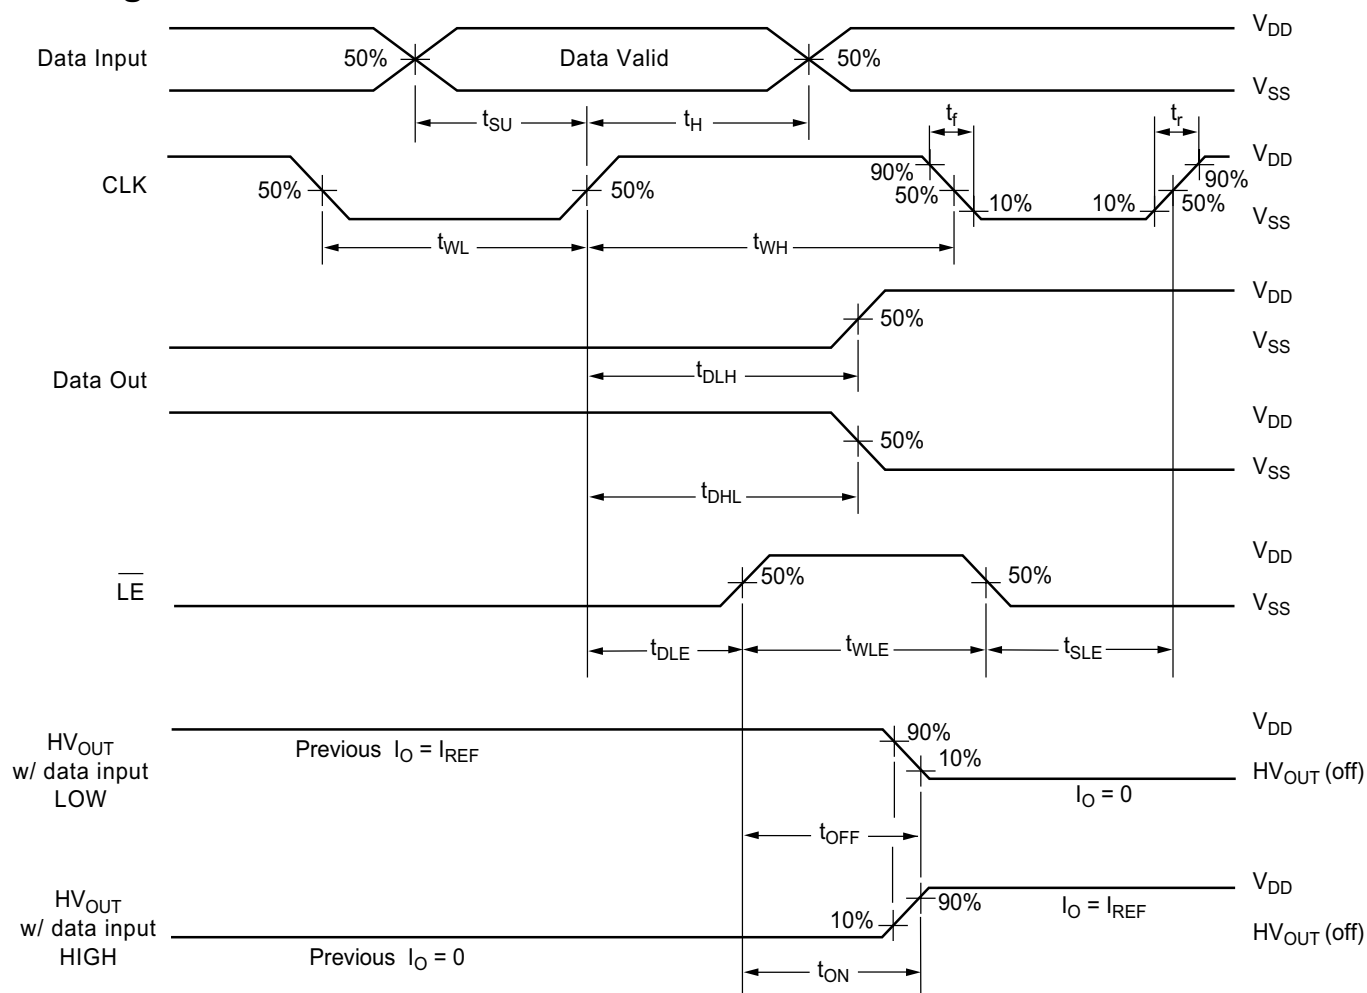 V_DD
Data Input 50% Data Valid 50%
V_SS
t_SU t_H t_f t_r
V_DD
CLK 50% 50% 90% 50% 10% 10% 50% 90%
V_SS
t_WL t_WH
V_DD
50%
V_SS
t_DLH
Data Out
V_DD
50%
V_SS
t_DHL
V_DD
LE 50% 50%
V_SS
t_DLE t_WLE t_SLE
V_DD
HV_OUT
w/ data input
LOW
Previous I_O = I_REF
90%
10%
HV_OUT (off)
I_O = 0
t_OFF
V_DD
HV_OUT
w/ data input
HIGH
10%
90%
I_O = I_REF
HV_OUT (off)
Previous I_O = 0
t_ON